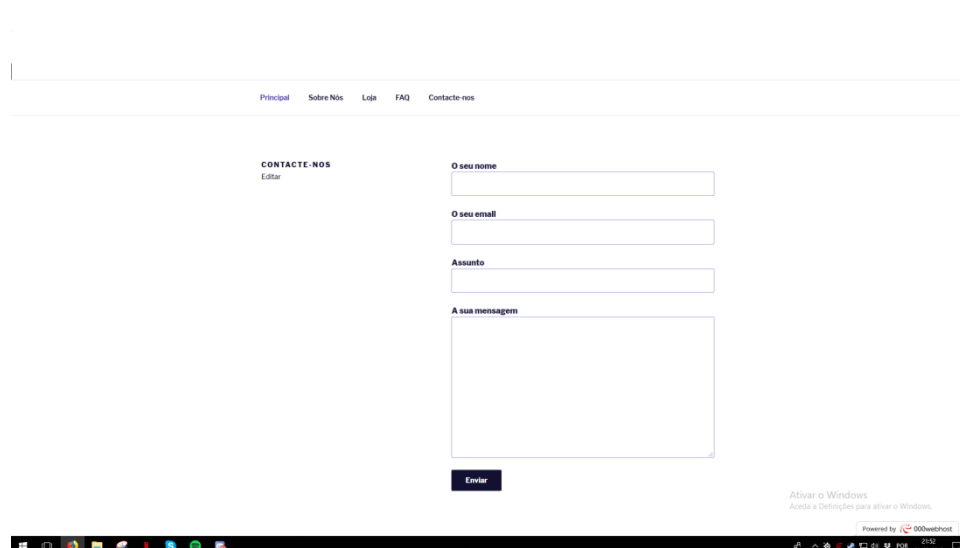 Principal Sobre Nós Loja FAQ Contacte-nos
CONTACTE-NOS
Editar
O seu nome
O seu email
Assunto
A sua mensagem
Enviar
Ativar o Windows
Aceda a Definições para ativar o Windows.
Powered by 000webhost
POR 21:52